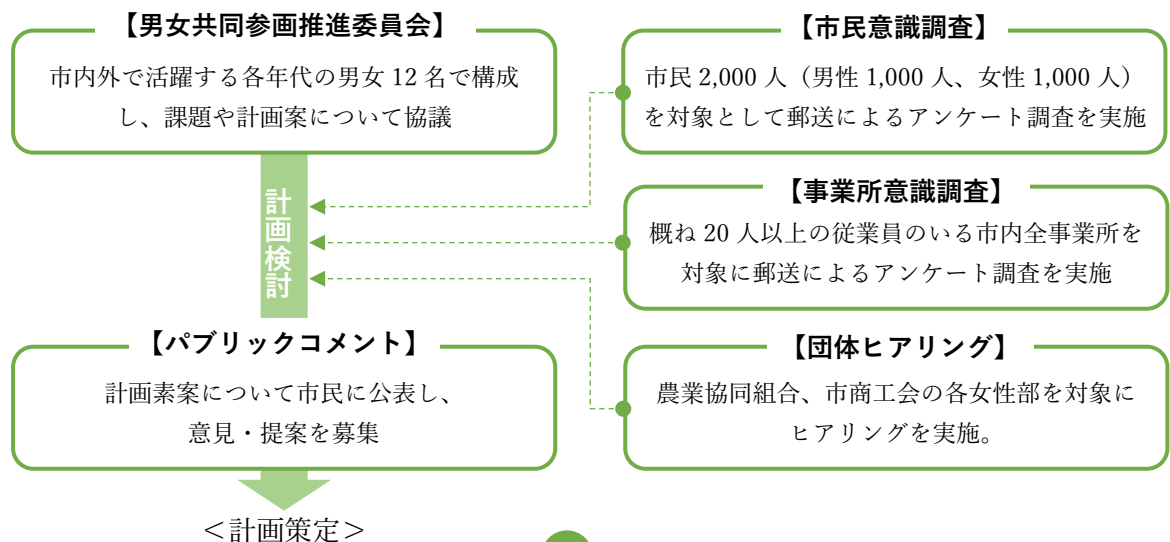 【男女共同参画推進委員会】
市内外で活躍する各年代の男女 12 名で構成
し、課題や計画案について協議
計画検討
【パブリックコメント】
計画素案について市民に公表し、
意見・提案を募集
＜計画策定＞
【市民意識調査】
市民 2,000 人（男性 1,000 人、女性 1,000 人）
を対象として郵送によるアンケート調査を実施
【事業所意識調査】
概ね 20 人以上の従業員のいる市内全事業所を
対象に郵送によるアンケート調査を実施
【団体ヒアリング】
農業協同組合、市商工会の各女性部を対象に
ヒアリングを実施。